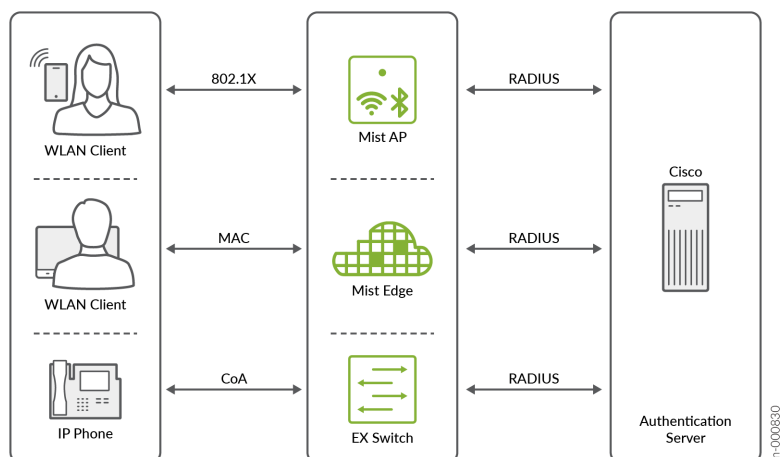 802.1X
RADIUS
WLAN Client
Mist AP
Cisco
MAC
RADIUS
WLAN Client
Mist Edge
CoA
RADIUS
IP Phone
EX Switch
Authentication
Server